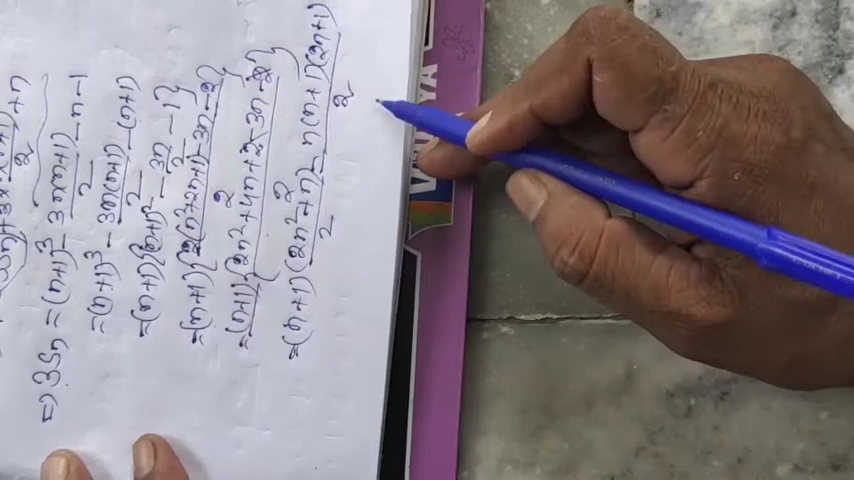 => 3Sn = (n+1)³ - 3n(n+1)/2 - n - 1
= (n+1)³ - 3n(n+1)/2 - (n+1)
= (n+1){(n+1)² - 3n/2 - 1}
= (n+1){2(n²+2n+1)-3n-2/2}
= (n+1){2n²+4n+2-3n-2/2}
= (n+1)(2n²+n)/2 = n(n+1)(2n+1)/2